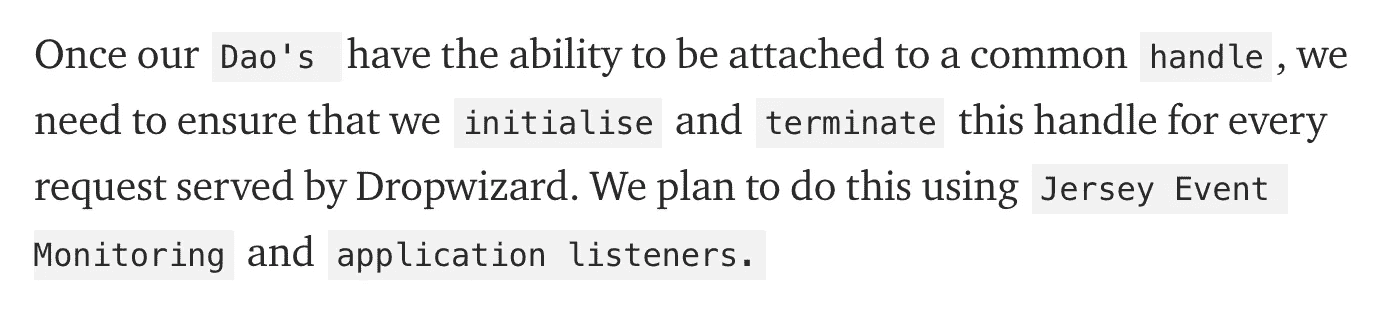 Once our Dao's have the ability to be attached to a common handle, we
need to ensure that we initialise and terminate this handle for every
request served by Dropwizard. We plan to do this using Jersey Event
Monitoring and application listeners.